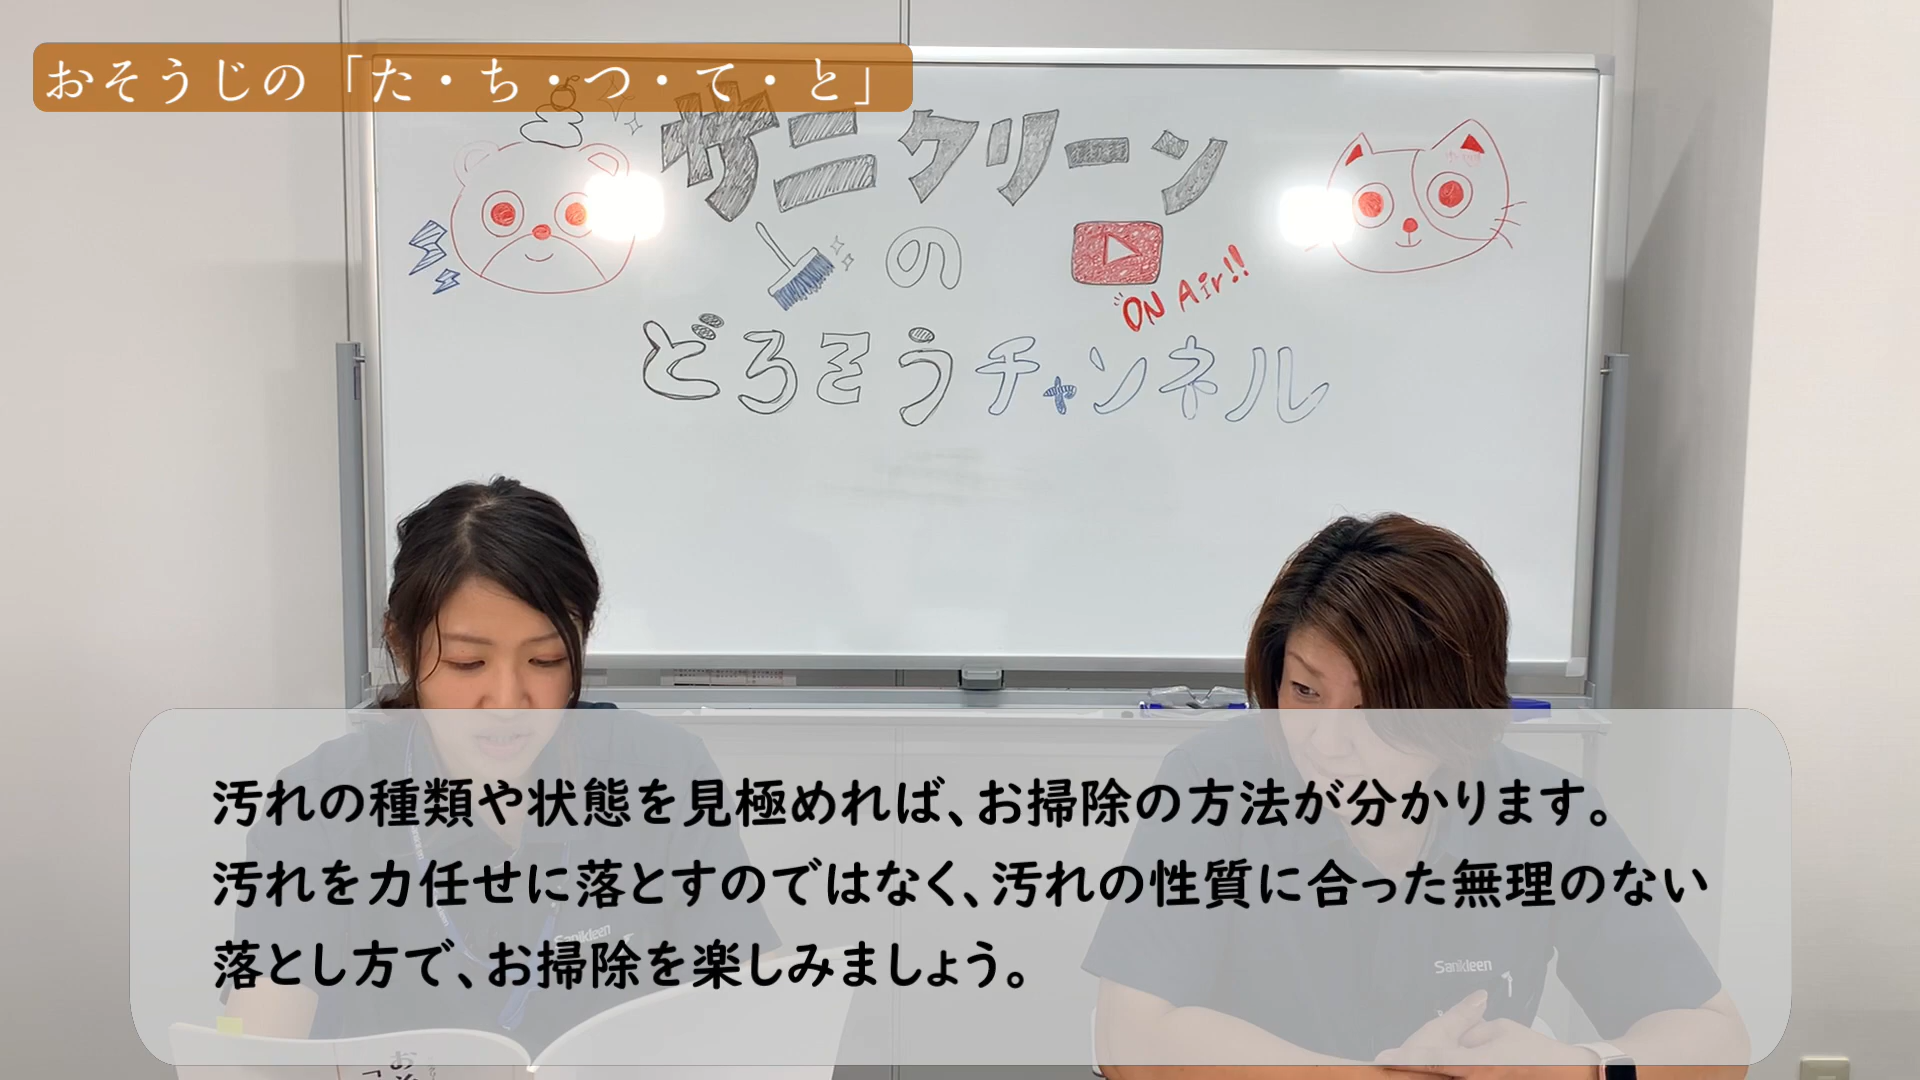 おそうじの「た・ち・つ・て・と」
サニクリーン
の
ON Air!!
どろそうチャンネル
汚れの種類や状態を見極めれば、お掃除の方法が分かります。
汚れを力任せに落とすのではなく、汚れの性質に合った無理のない
落とし方で、お掃除を楽しみましょう。
Sanikleen
Sanikleen